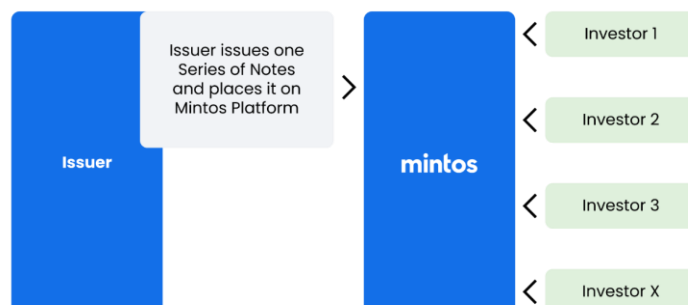 Issuer issues one
Series of Notes
and places it on
Mintos Platform
Issuer
mintos
Investor 1
Investor 2
Investor 3
Investor X